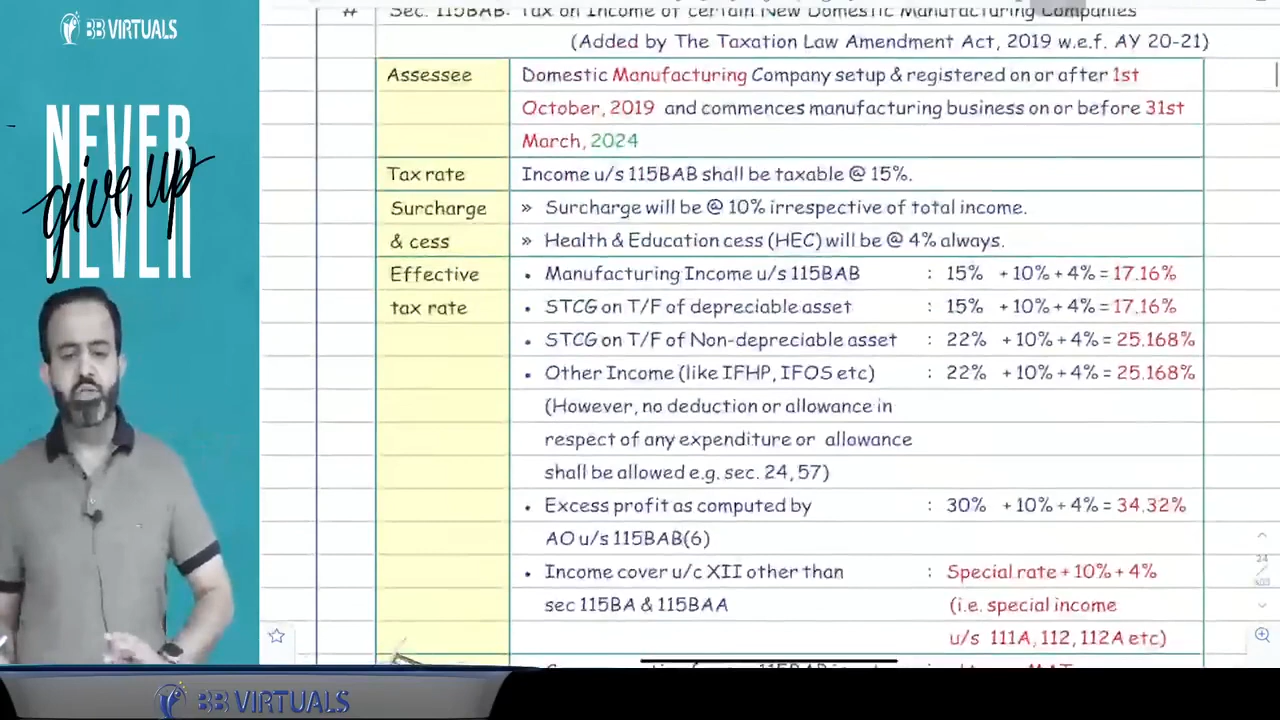 BB VIRTUALS
NEVER
give up
NEVER
# Sec. 115BAB: Tax on Income of Certain New Domestic Manufacturing Companies
(Added by The Taxation Law Amendment Act, 2019 w.e.f. AY 20-21)
Assessee Domestic Manufacturing Company setup & registered on or after 1st
October, 2019 and commences manufacturing business on or before 31st
March, 2024
Tax rate Income u/s 115BAB shall be taxable @ 15%.
Surcharge » Surcharge will be @ 10% irrespective of total income.
& cess » Health & Education cess (HEC) will be @ 4% always.
Effective • Manufacturing Income u/s 115BAB : 15% +10% + 4% = 17.16%
tax rate • STCG on T/F of depreciable asset : 15% +10% + 4% = 17.16%
• STCG on T/F of Non-depreciable asset : 22% +10% + 4% = 25.168%
• Other Income (like IFHP, IFOS etc) : 22% +10% + 4% = 25.168%
(However, no deduction or allowance in
respect of any expenditure or allowance
shall be allowed e.g. sec. 24, 57)
• Excess profit as computed by : 30% +10% + 4% = 34.32%
AO u/s 115BAB(6)
• Income cover u/c XII other than : Special rate + 10% + 4%
sec 115BA & 115BAA (i.e. special income
u/s 111A, 112, 112A etc)
24
BB VIRTUALS